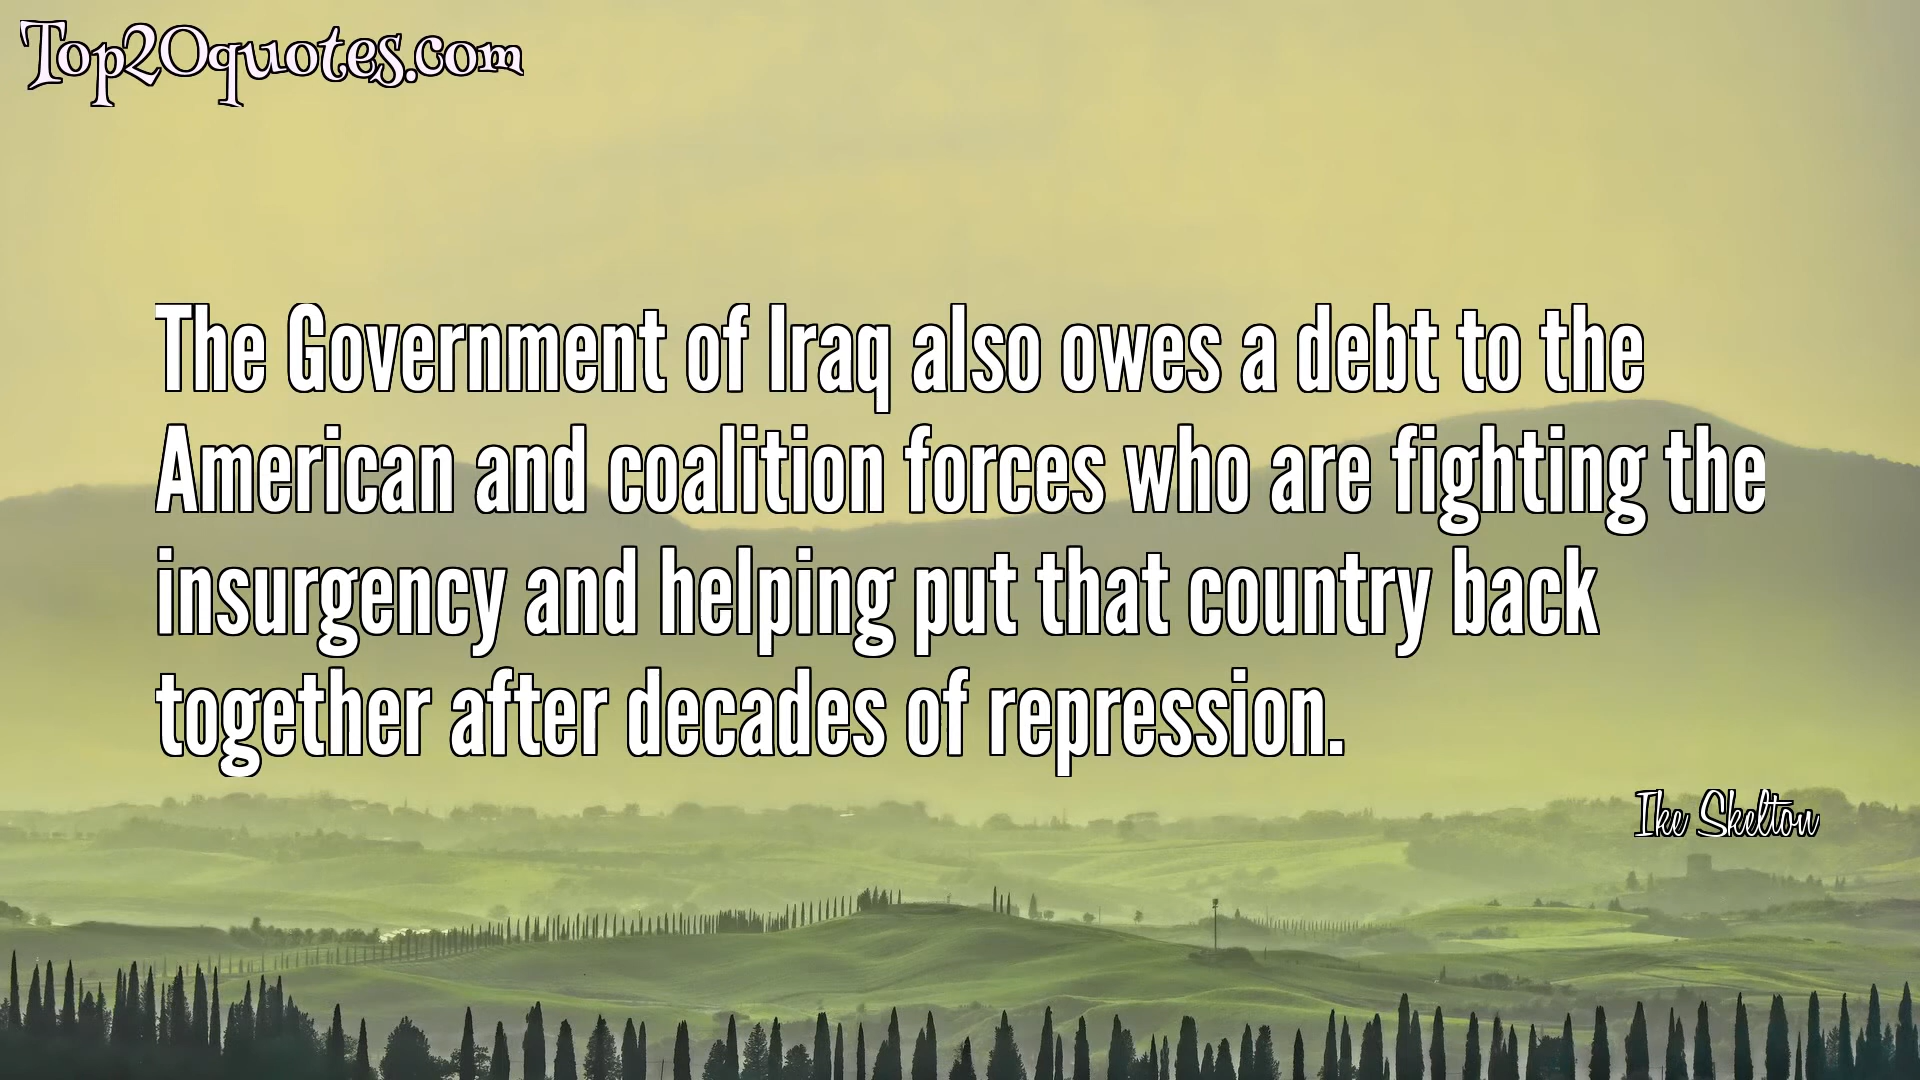 Top20quotes.com
The Government of Iraq also owes a debt to the
American and coalition forces who are fighting the
insurgency and helping put that country back
together after decades of repression.
Ike Skelton